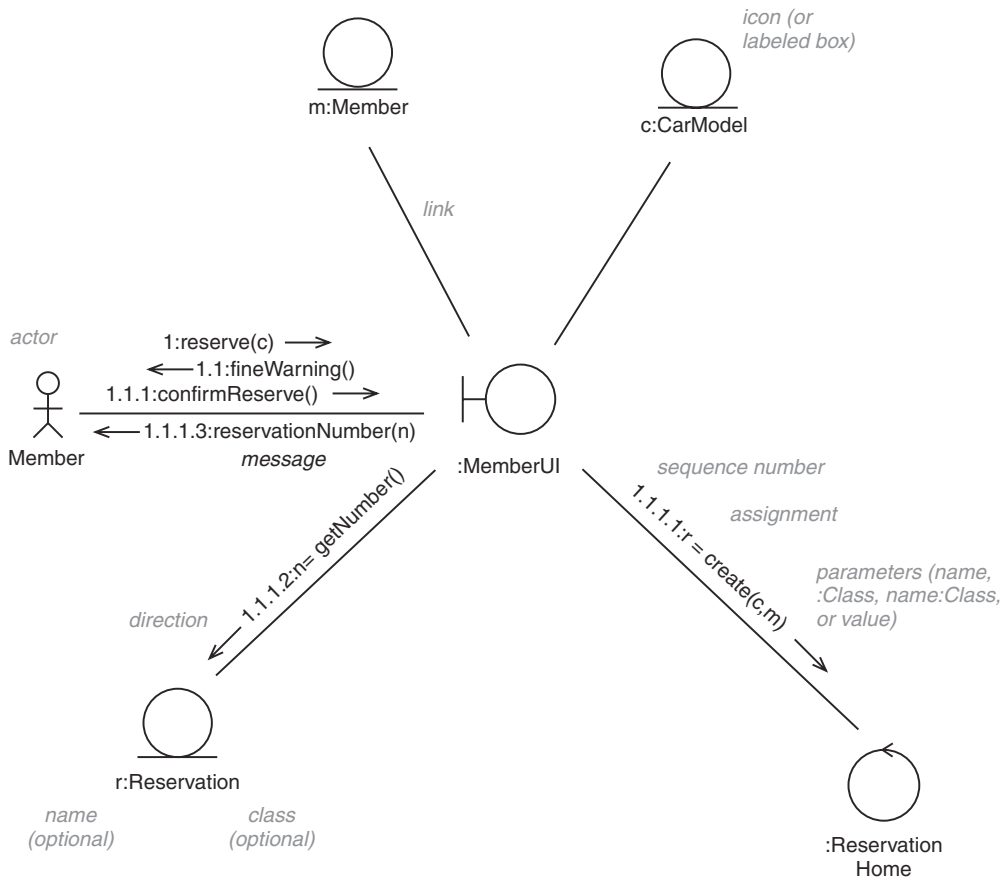 icon (or
labeled box)
m:Member
c:CarModel
link
actor
1:reserve(c)
1.1:fineWarning()
1.1.1:confirmReserve()
1.1.1.3:reservationNumber(n)
Member
message
:MemberUI
sequence number
1.1.1.2:n= getNumber()
1.1.1.1:r = create(c,m)
assignment
parameters (name,
:Class, name:Class,
or value)
direction
r:Reservation
name
(optional)
class
(optional)
:Reservation
Home